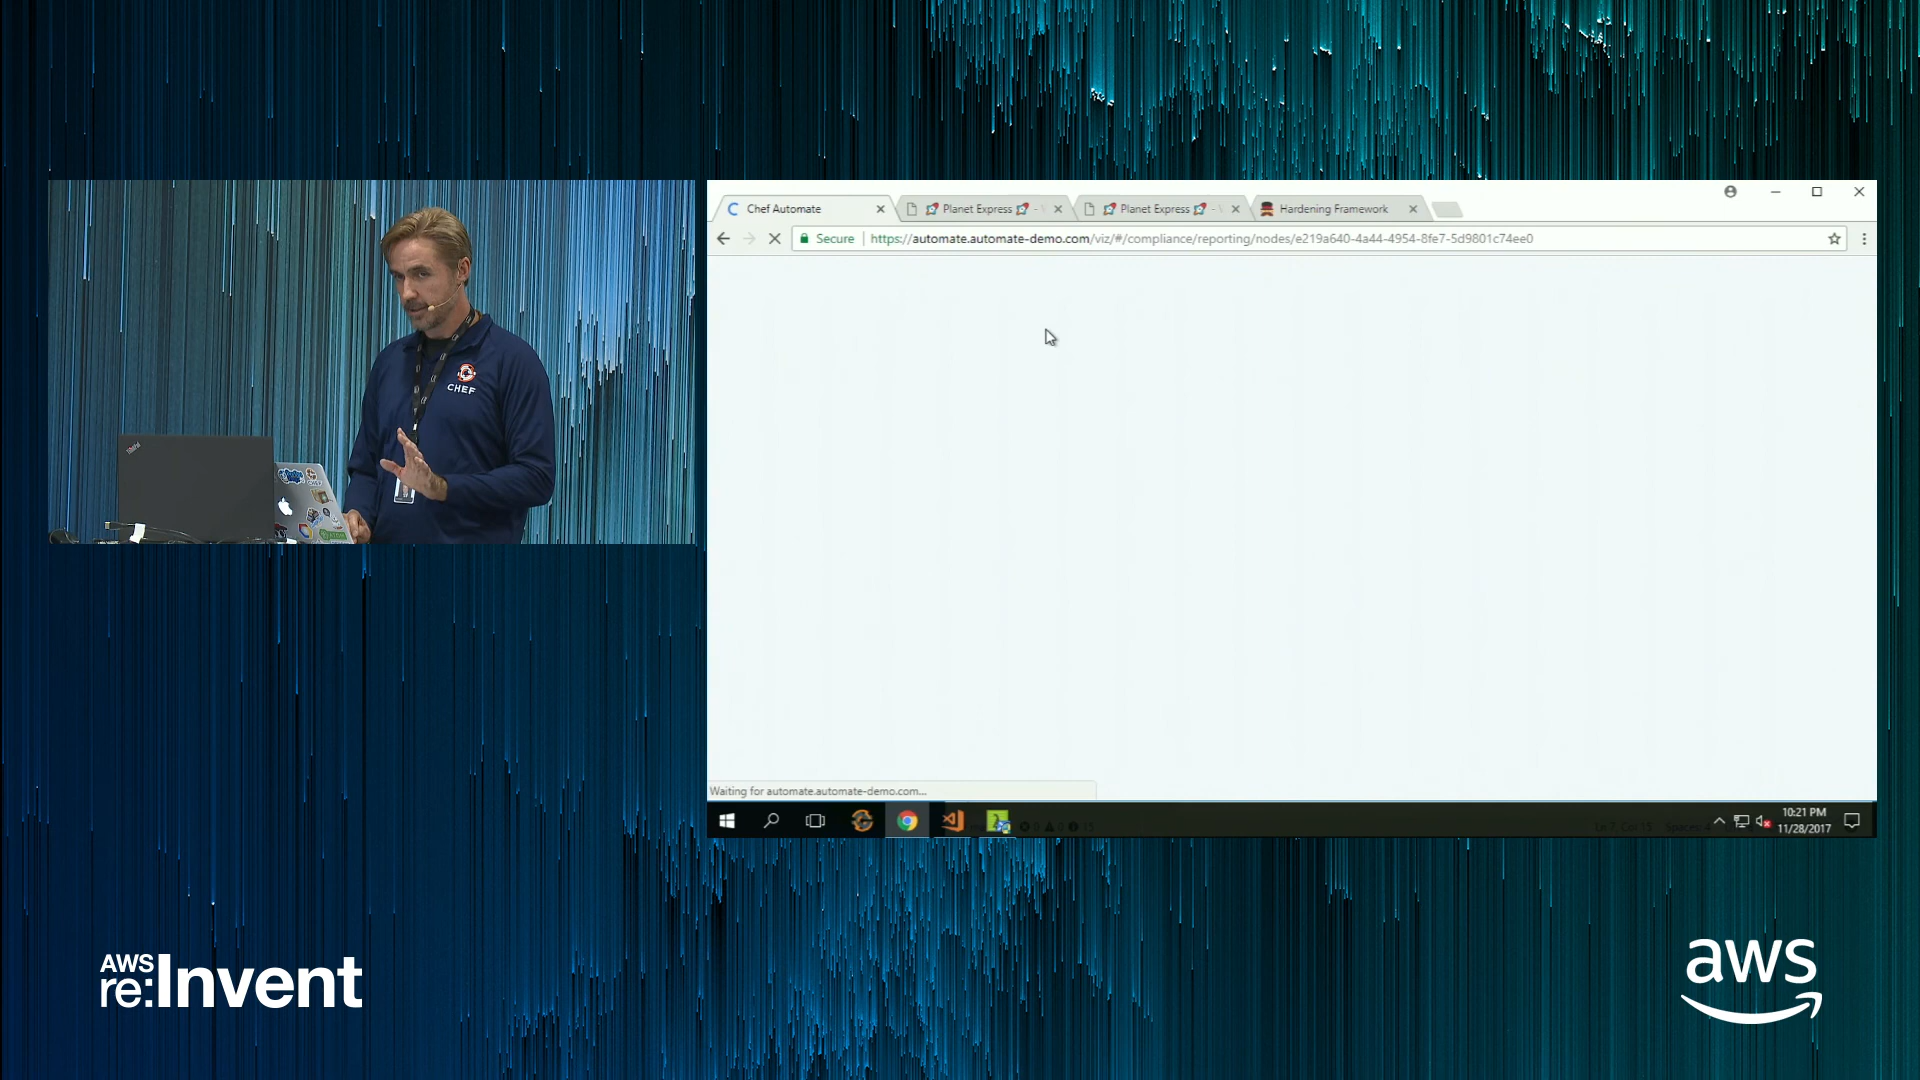 Chef Automate
Planet Express
Planet Express
Hardening Framework
Secure
https://automate.automate-demo.com/viz/#/compliance/reporting/nodes/e219a640-4a44-4954-8fe7-5d9801c74ee0
CHEF
Waiting for automate.automate-demo.com...
10:21 PM
11/28/2017
AWS
re:Invent
aws